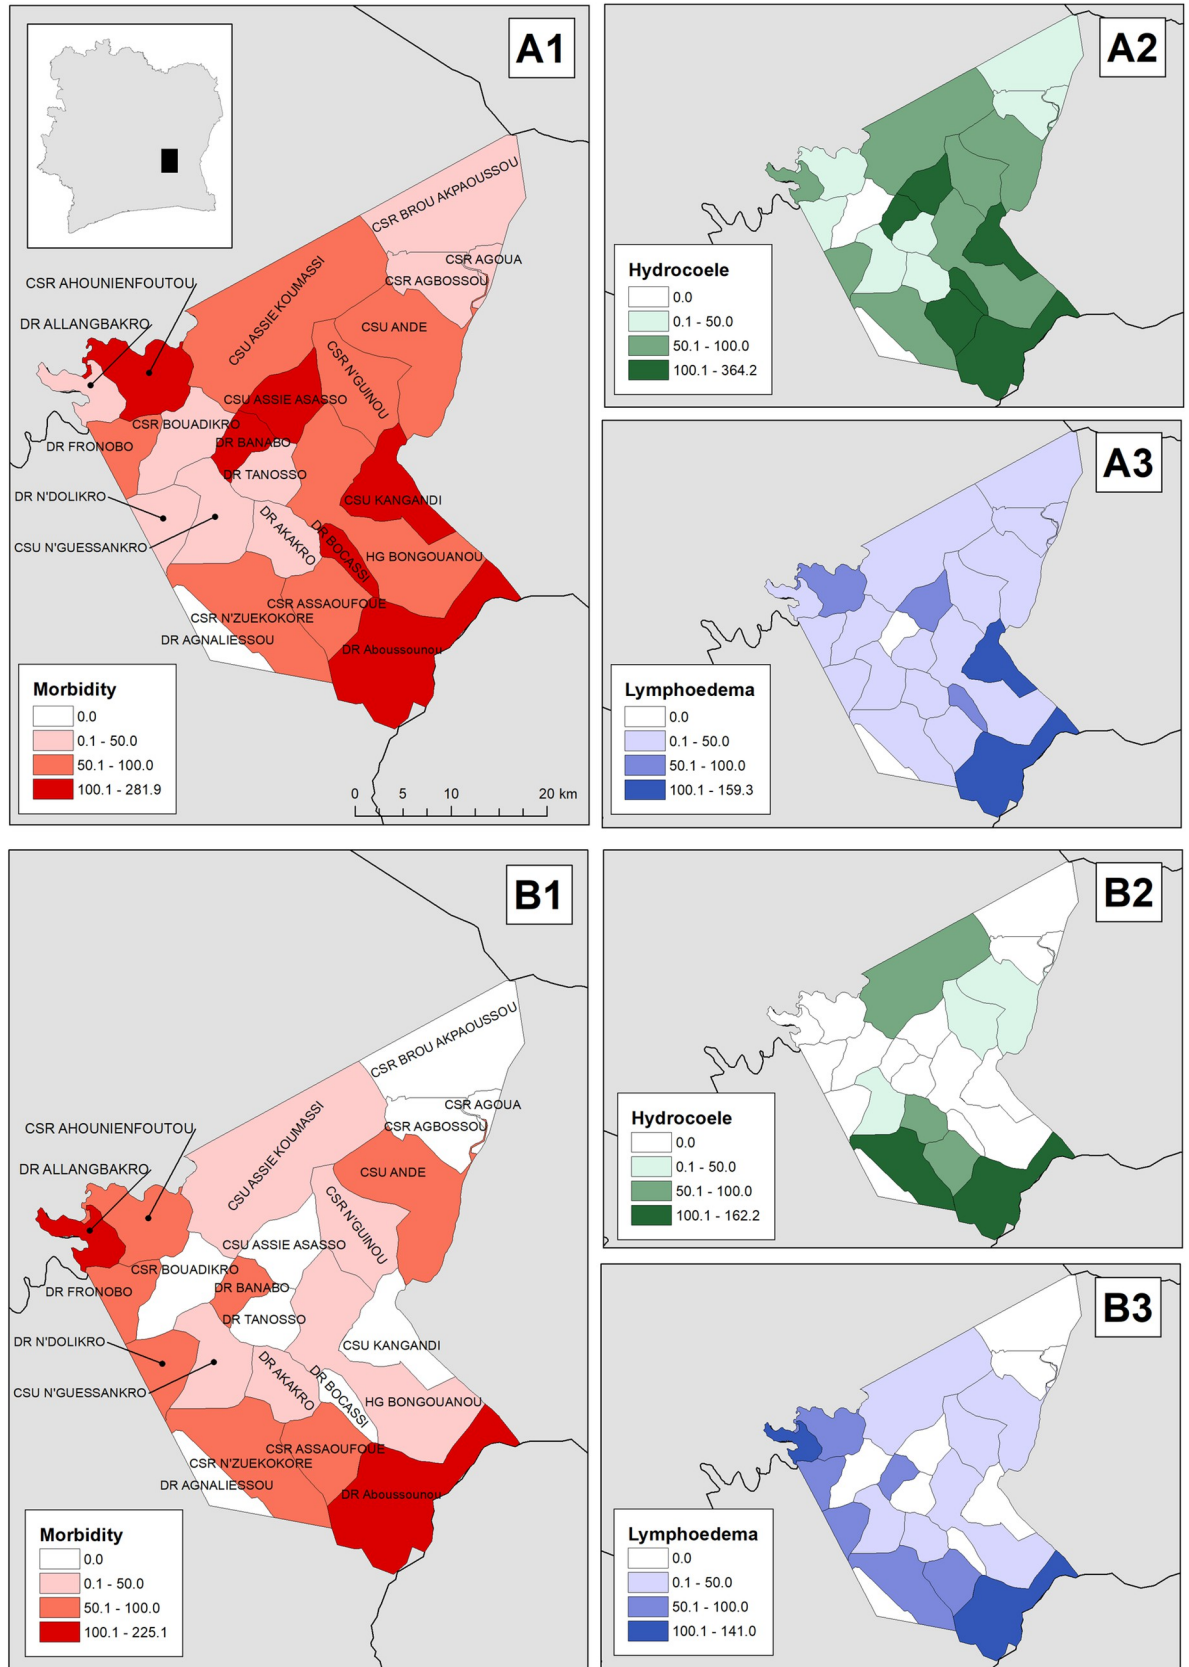 A1
CSR BROU AKPAOUSSOU
CSR AGOUA
CSR AGBOSSOU
CSR AHOUNIENFOUTOU
CSU ASSIE KOUMASSI
DR ALLANGBAKRO
CSU ANDE
CSR N'GUINOU
CSU ASSIE ASASSO
CSR BOUADIKRO
DR BANABO
DR FRONOBO
DR TANOSSO
DR N'DOLIKRO
CSU KANGANDI
DR AKAKRO
DR BOCASSI
CSU N'GUESSANKRO
HG BONGOUANOU
CSR ASSAOUFOUE
CSR N'ZUEKOKORE
DR AGNALIESSOU
DR Aboussounou
Morbidity
0.0
0.1 - 50.0
50.1 - 100.0
100.1 - 281.9
0 5 10 20 km
A2
Hydrocoele
0.0
0.1 - 50.0
50.1 - 100.0
100.1 - 364.2
A3
Lymphoedema
0.0
0.1 - 50.0
50.1 - 100.0
100.1 - 159.3
B1
CSR BROU AKPAOUSSOU
CSR AGOUA
CSR AGBOSSOU
CSR AHOUNIENFOUTOU
CSU ASSIE KOUMASSI
DR ALLANGBAKRO
CSU ANDE
CSR N'GUINOU
CSU ASSIE ASASSO
CSR BOUADIKRO
DR BANABO
DR FRONOBO
DR TANOSSO
DR N'DOLIKRO
CSU KANGANDI
DR AKAKRO
DR BOCASSI
CSU N'GUESSANKRO
HG BONGOUANOU
CSR ASSAOUFOUE
CSR N'ZUEKOKORE
DR AGNALIESSOU
DR Aboussounou
Morbidity
0.0
0.1 - 50.0
50.1 - 100.0
100.1 - 225.1
B2
Hydrocoele
0.0
0.1 - 50.0
50.1 - 100.0
100.1 - 162.2
B3
Lymphoedema
0.0
0.1 - 50.0
50.1 - 100.0
100.1 - 141.0